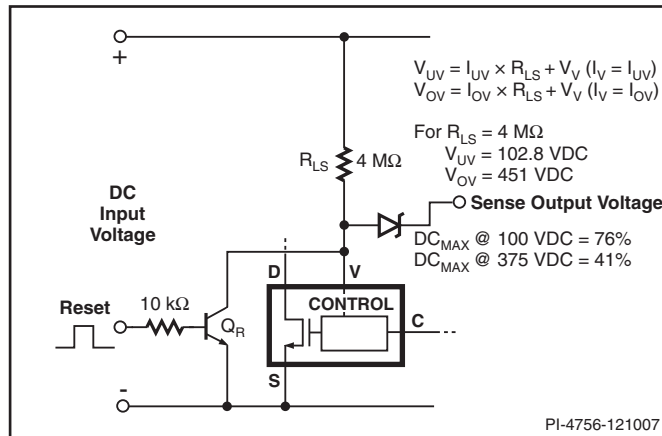 +
V_UV = I_UV × R_LS + V_V (I_V = I_UV)
V_OV = I_OV × R_LS + V_V (I_V = I_OV)
For R_LS = 4 MΩ
V_UV = 102.8 VDC
V_OV = 451 VDC
R_LS 4 MΩ
DC
Input
Voltage
Sense Output Voltage
DC_MAX @ 100 VDC = 76%
DC_MAX @ 375 VDC = 41%
D V
CONTROL
Reset
10 kΩ
Q_R
C
S
-
PI-4756-121007